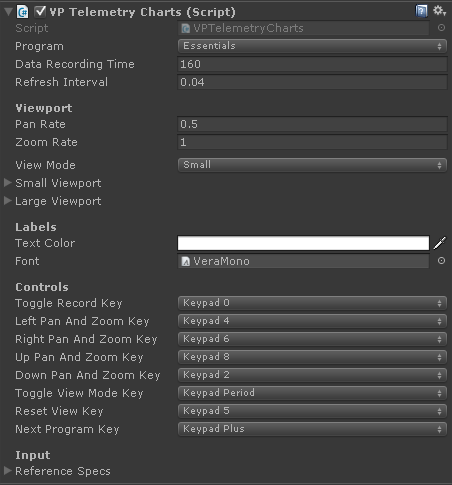 VP Telemetry Charts (Script)
Script VPTelemetryCharts
Program Essentials
Data Recording Time 160
Refresh Interval 0.04
Viewport
Pan Rate 0.5
Zoom Rate 1
View Mode Small
Small Viewport
Large Viewport
Labels
Text Color
Font VeraMono
Controls
Toggle Record Key Keypad 0
Left Pan And Zoom Key Keypad 4
Right Pan And Zoom Key Keypad 6
Up Pan And Zoom Key Keypad 8
Down Pan And Zoom Key Keypad 2
Toggle View Mode Key Keypad Period
Reset View Key Keypad 5
Next Program Key Keypad Plus
Input
Reference Specs